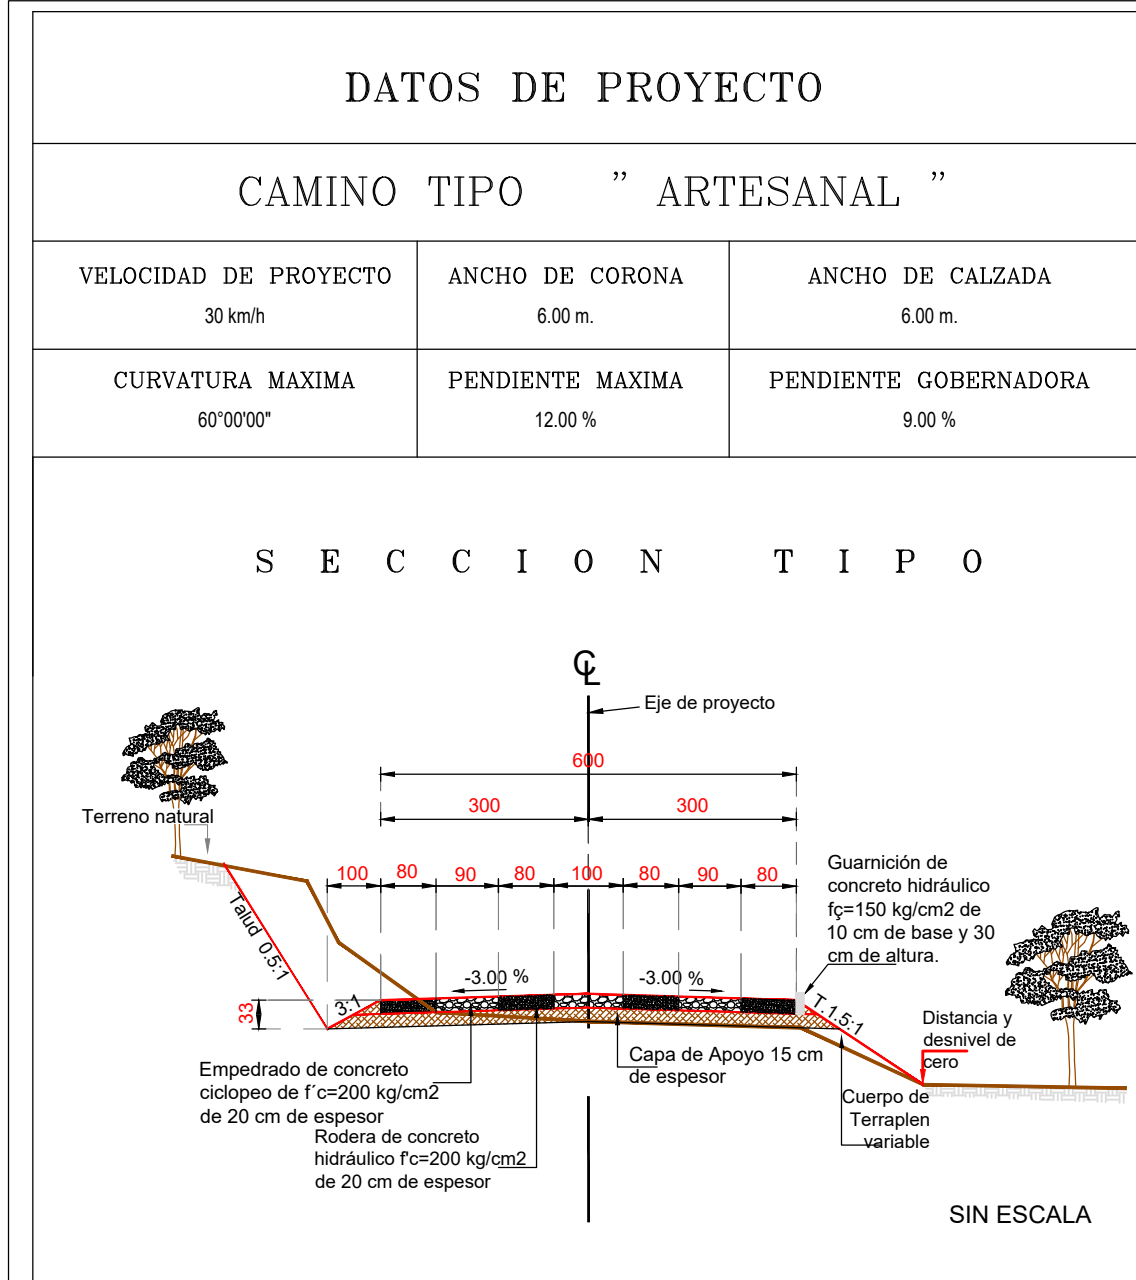 DATOS DE PROYECTO
CAMINO TIPO " ARTESANAL "
VELOCIDAD DE PROYECTO
30 km/h
ANCHO DE CORONA
6.00 m.
ANCHO DE CALZADA
6.00 m.
CURVATURA MAXIMA
60°00'00"
PENDIENTE MAXIMA
12.00 %
PENDIENTE GOBERNADORA
9.00 %
SECCION TIPO
℄
Eje de proyecto
600
300
300
Terreno natural
100
80
90
80
100
80
90
80
Guarnición de
concreto hidráulico
fç=150 kg/cm2 de
10 cm de base y 30
cm de altura.
Talud 0.5:1
-3.00 %
-3.00 %
3:1
33
T 1.5:1
Distancia y
desnivel de
cero
Capa de Apoyo 15 cm
de espesor
Empedrado de concreto
ciclopeo de f´c=200 kg/cm2
de 20 cm de espesor
Cuerpo de
Terraplen
variable
Rodera de concreto
hidráulico f'c=200 kg/cm2
de 20 cm de espesor
SIN ESCALA